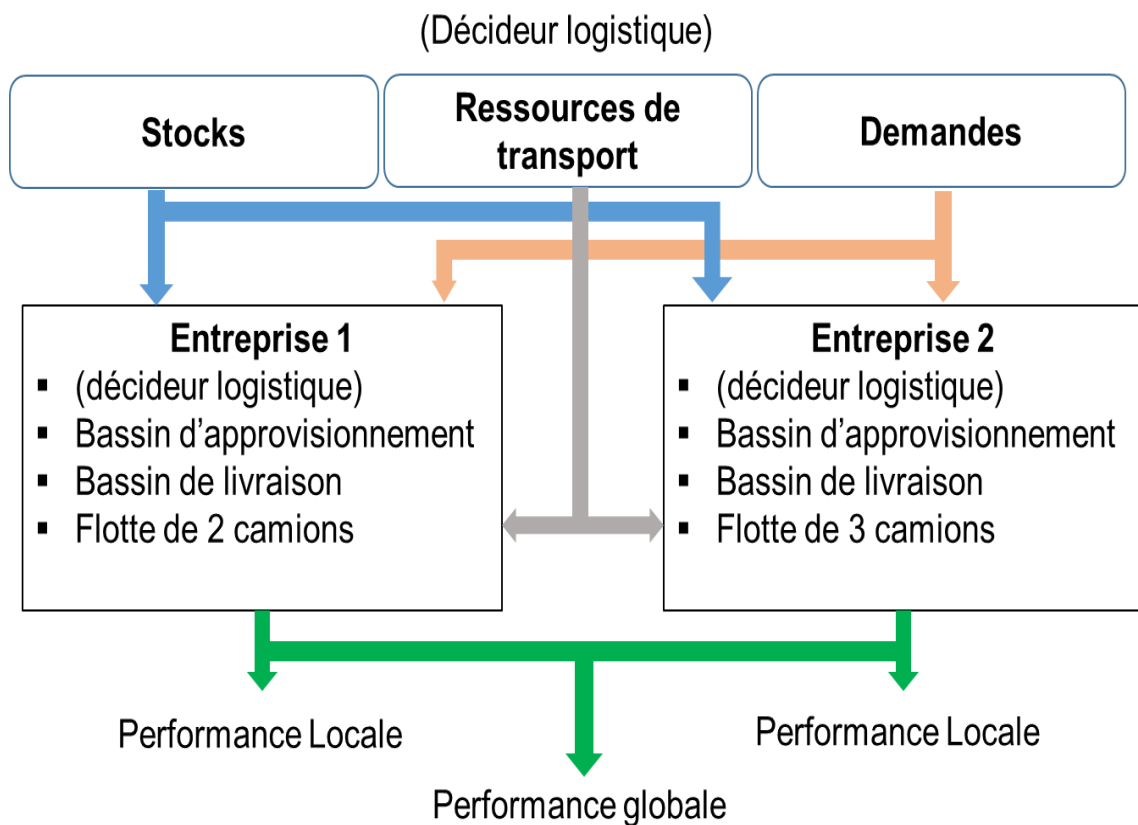 (Décideur logistique)
Stocks
Ressources de
transport
Demandes
Entreprise 1
▪ (décideur logistique)
▪ Bassin d’approvisionnement
▪ Bassin de livraison
▪ Flotte de 2 camions
Entreprise 2
▪ (décideur logistique)
▪ Bassin d’approvisionnement
▪ Bassin de livraison
▪ Flotte de 3 camions
Performance Locale
Performance Locale
Performance globale